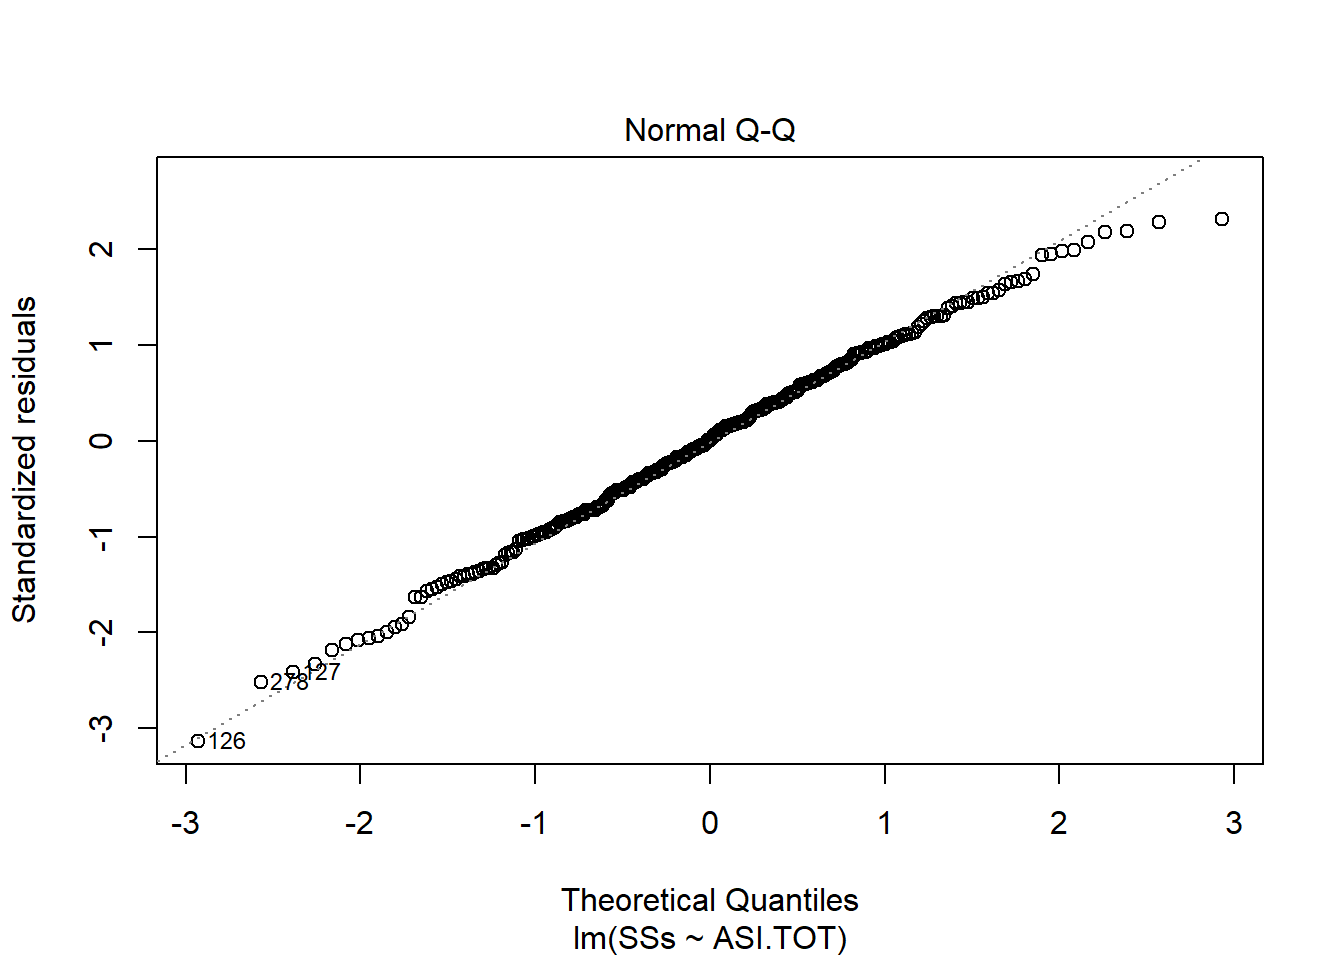 Normal Q-Q
Standardized residuals
2
1
0
-1
-2
-3
127
278
126
-3 -2 -1 0 1 2 3
Theoretical Quantiles
lm(SSs ~ ASI.TOT)